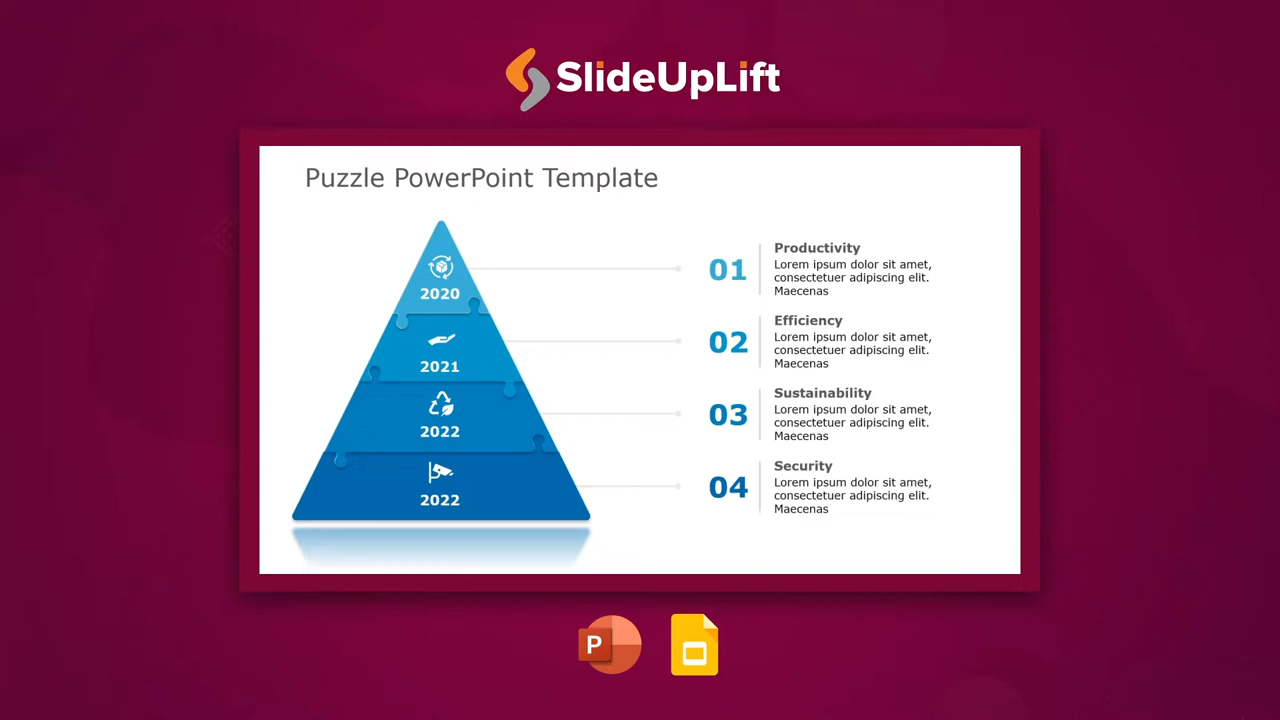 SlideUpLift
Puzzle PowerPoint Template
2020
2021
2022
2022
01
Productivity
Lorem ipsum dolor sit amet,
consectetuer adipiscing elit.
Maecenas
02
Efficiency
Lorem ipsum dolor sit amet,
consectetuer adipiscing elit.
Maecenas
03
Sustainability
Lorem ipsum dolor sit amet,
consectetuer adipiscing elit.
Maecenas
04
Security
Lorem ipsum dolor sit amet,
consectetuer adipiscing elit.
Maecenas
P